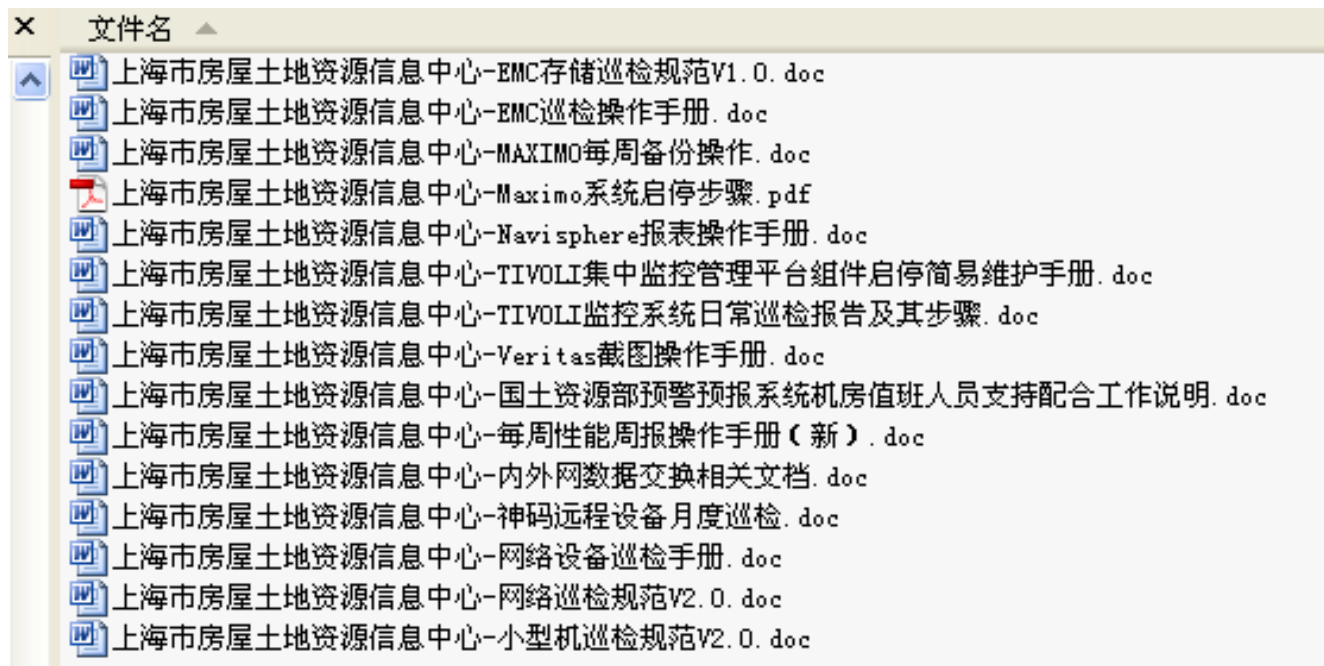 文件名
上海市房屋土地资源信息中心-EMC存储巡检规范V1.0.doc
上海市房屋土地资源信息中心-EMC巡检操作手册.doc
上海市房屋土地资源信息中心-MAXIMO每周备份操作.doc
上海市房屋土地资源信息中心-Maximo系统启停步骤.pdf
上海市房屋土地资源信息中心-Navisphere报表操作手册.doc
上海市房屋土地资源信息中心-TIVOLI集中监控管理平台组件启停简易维护手册.doc
上海市房屋土地资源信息中心-TIVOLI监控系统日常巡检报告及其步骤.doc
上海市房屋土地资源信息中心-Veritas截图操作手册.doc
上海市房屋土地资源信息中心-国土资源部预警预报系统机房值班人员支持配合工作说明.doc
上海市房屋土地资源信息中心-每周性能周报操作手册(新).doc
上海市房屋土地资源信息中心-内外网数据交换相关文档.doc
上海市房屋土地资源信息中心-神码远程设备月度巡检.doc
上海市房屋土地资源信息中心-网络设备巡检手册.doc
上海市房屋土地资源信息中心-网络巡检规范V2.0.doc
上海市房屋土地资源信息中心-小型机巡检规范V2.0.doc